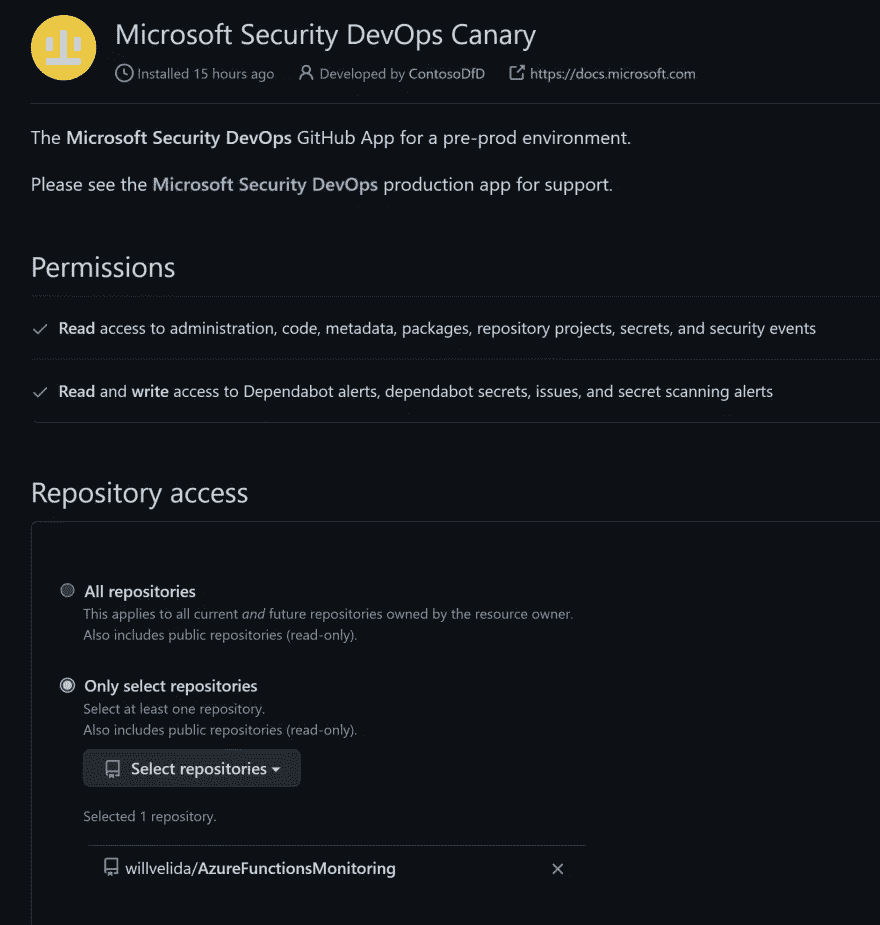 Microsoft Security DevOps Canary
Installed 15 hours ago Developed by ContosoDfD https://docs.microsoft.com
The Microsoft Security DevOps GitHub App for a pre-prod environment.
Please see the Microsoft Security DevOps production app for support.
Permissions
Read access to administration, code, metadata, packages, repository projects, secrets, and security events
Read and write access to Dependabot alerts, dependabot secrets, issues, and secret scanning alerts
Repository access
All repositories
This applies to all current and future repositories owned by the resource owner.
Also includes public repositories (read-only).
Only select repositories
Select at least one repository.
Also includes public repositories (read-only).
Select repositories
Selected 1 repository.
willvelida/AzureFunctionsMonitoring